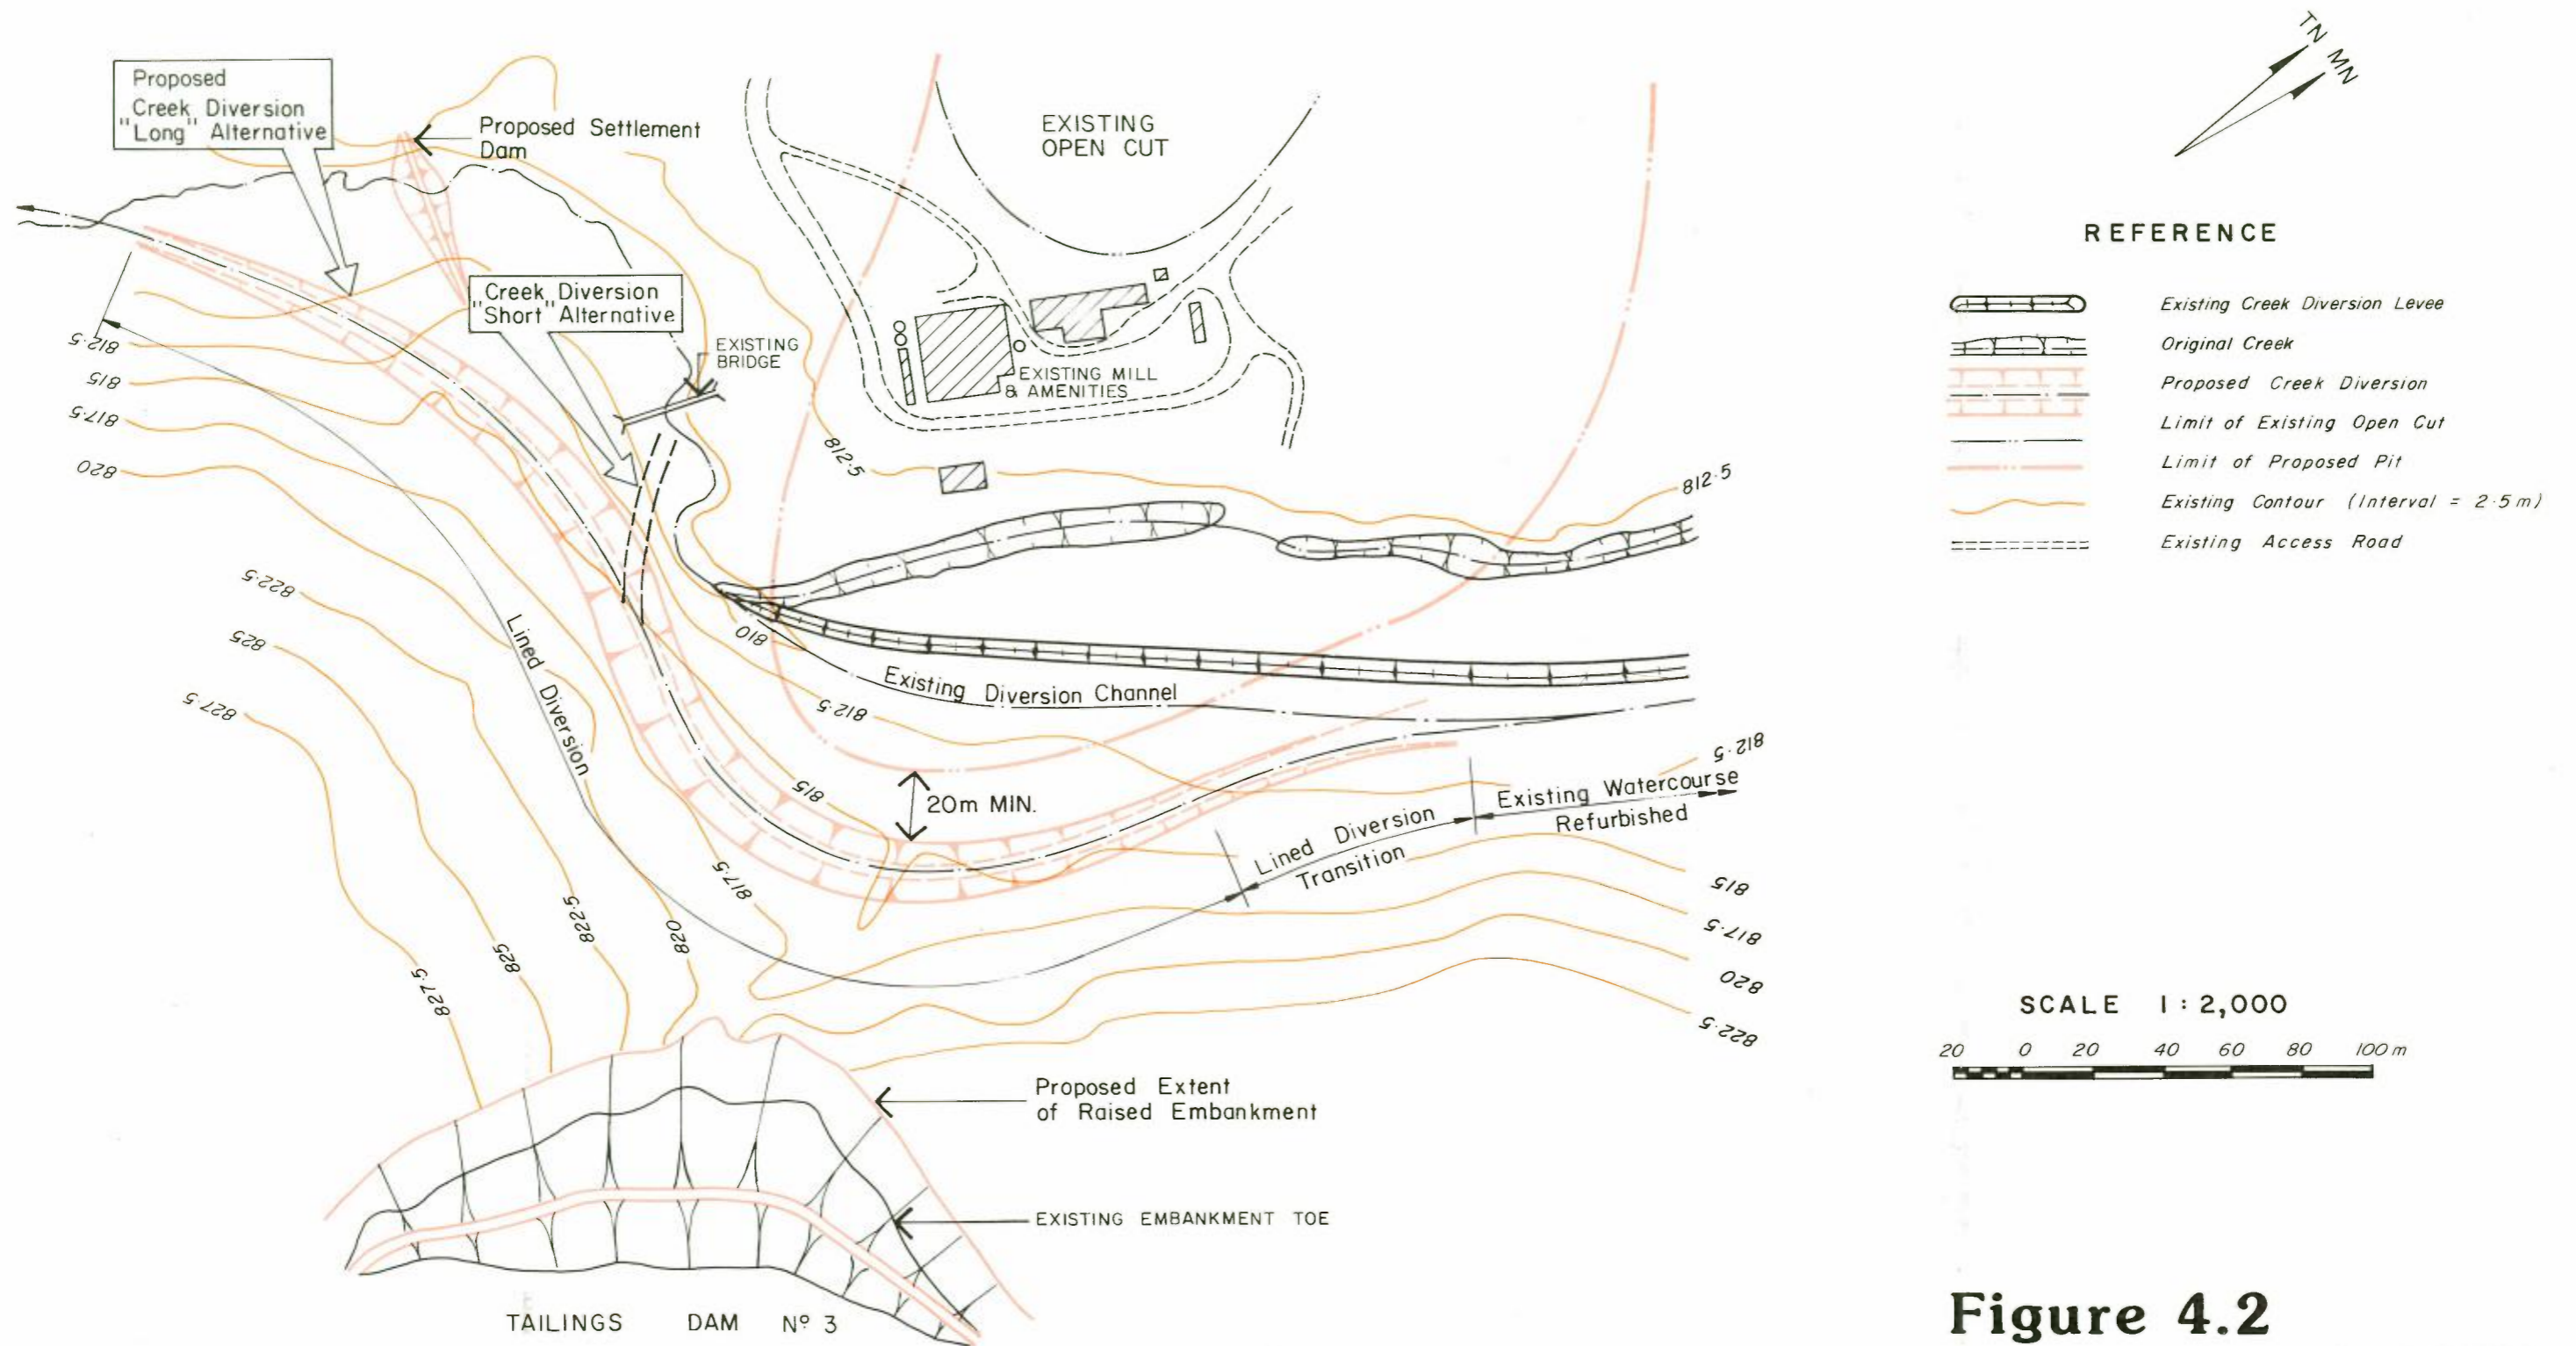 Proposed
Creek Diversion
"Long" Alternative
Proposed Settlement
Dam
EXISTING
OPEN CUT
TN
MN
Creek Diversion
"Short" Alternative
EXISTING
BRIDGE
EXISTING MILL
& AMENITIES
812·5
815
817·5
820
822·5
825
827·5
812·5
812·5
810
Existing Diversion Channel
812·5
815
Lined Diversion
20m MIN.
812·5
Existing Watercourse
Refurbished
Lined Diversion
Transition
815
817·5
820
822·5
817·5
820
822·5
825
827·5
Proposed Extent
of Raised Embankment
EXISTING EMBANKMENT TOE
TAILINGS DAM Nº 3
REFERENCE
Existing Creek Diversion Levee
Original Creek
Proposed Creek Diversion
Limit of Existing Open Cut
Limit of Proposed Pit
Existing Contour (Interval = 2·5m)
Existing Access Road
SCALE 1 : 2,000
20 0 20 40 60 80 100m
Figure 4.2